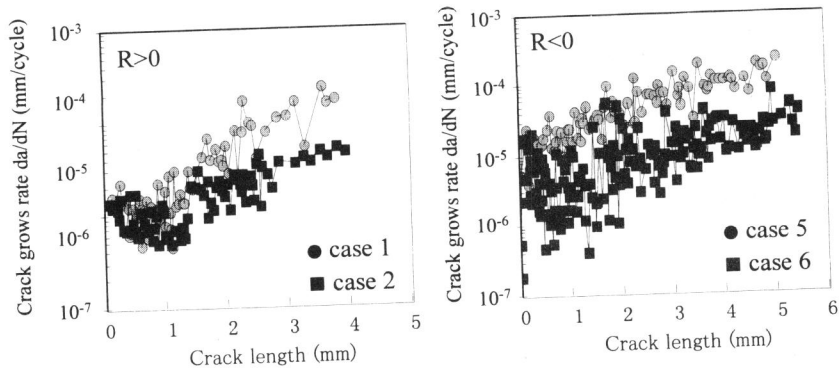 10⁻³
10⁻⁴
10⁻⁵
10⁻⁶
10⁻⁷
Crack grows rate da/dN (mm/cycle)
R>0
case 1
case 2
0 1 2 3 4 5
Crack length (mm)
10⁻³
10⁻⁴
10⁻⁵
10⁻⁶
10⁻⁷
Crack grows rate da/dN (mm/cycle)
R<0
case 5
case 6
0 1 2 3 4 5 6
Crack length (mm)